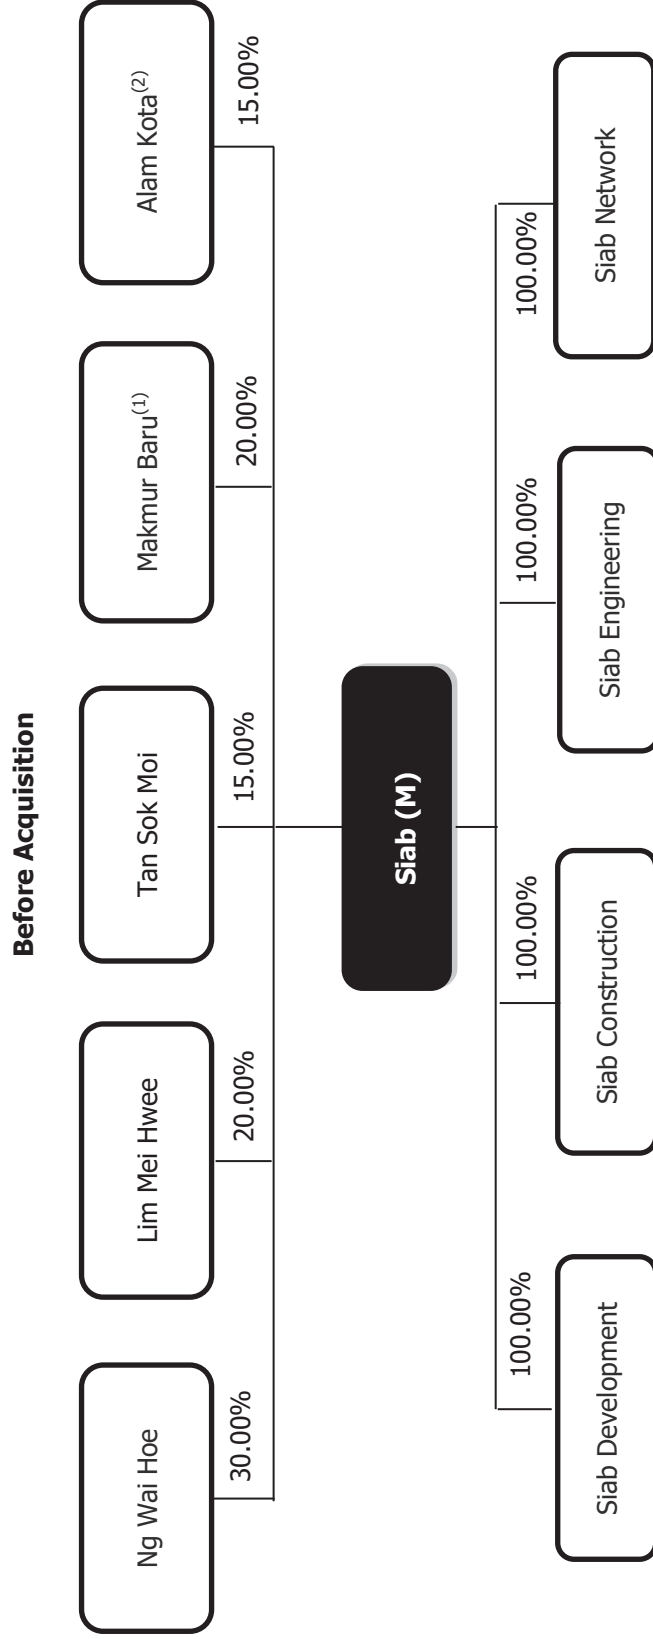 Before Acquisition
Ng Wai Hoe
Lim Mei Hwee
Tan Sok Moi
Makmur Baru(1)
Alam Kota(2)
30.00%
20.00%
15.00%
20.00%
15.00%
Siab (M)
100.00%
100.00%
100.00%
100.00%
Siab Development
Siab Construction
Siab Engineering
Siab Network